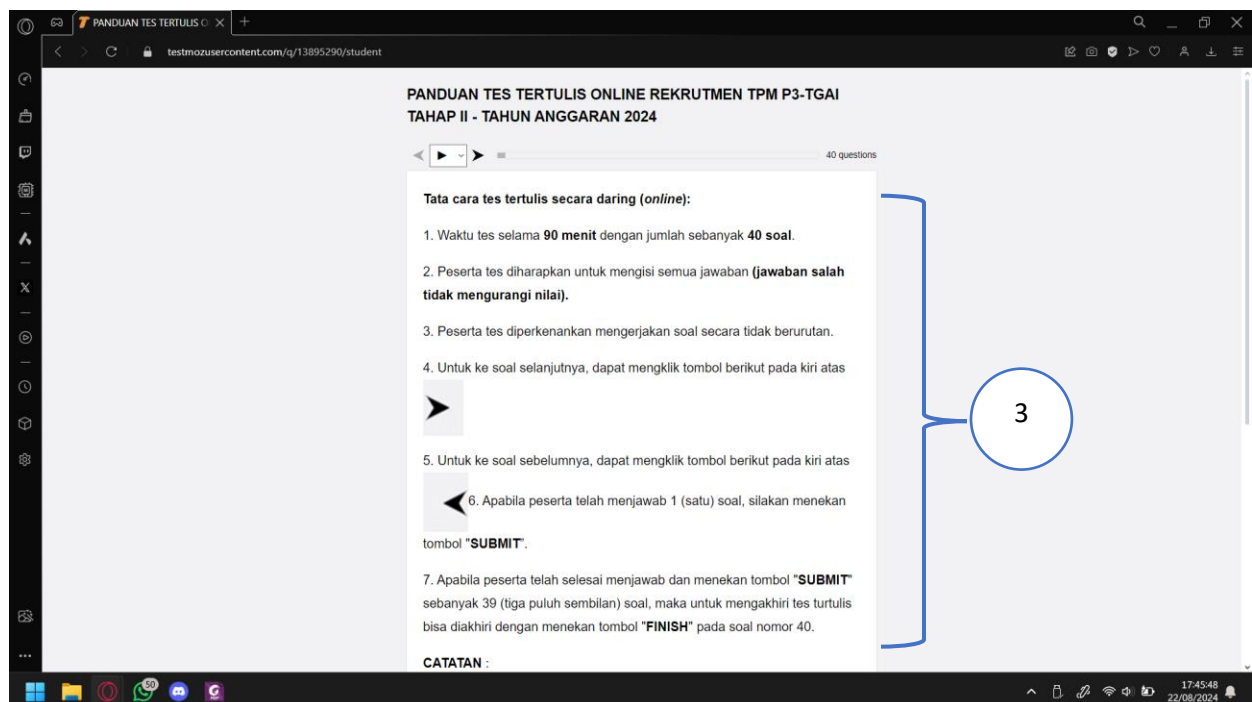 PANDUAN TES TERTULIS O
testmozusercontent.com/q/13895290/student
PANDUAN TES TERTULIS ONLINE REKRUTMEN TPM P3-TGAI
TAHAP II - TAHUN ANGGARAN 2024
40 questions
Tata cara tes tertulis secara daring (online):
1. Waktu tes selama 90 menit dengan jumlah sebanyak 40 soal.
2. Peserta tes diharapkan untuk mengisi semua jawaban (jawaban salah
tidak mengurangi nilai).
3. Peserta tes diperkenankan mengerjakan soal secara tidak berurutan.
4. Untuk ke soal selanjutnya, dapat mengklik tombol berikut pada kiri atas
5. Untuk ke soal sebelumnya, dapat mengklik tombol berikut pada kiri atas
6. Apabila peserta telah menjawab 1 (satu) soal, silakan menekan
tombol "SUBMIT".
7. Apabila peserta telah selesai menjawab dan menekan tombol "SUBMIT"
sebanyak 39 (tiga puluh sembilan) soal, maka untuk mengakhiri tes turtulis
bisa diakhiri dengan menekan tombol "FINISH" pada soal nomor 40.
CATATAN :
3
50
17:45:48
22/08/2024